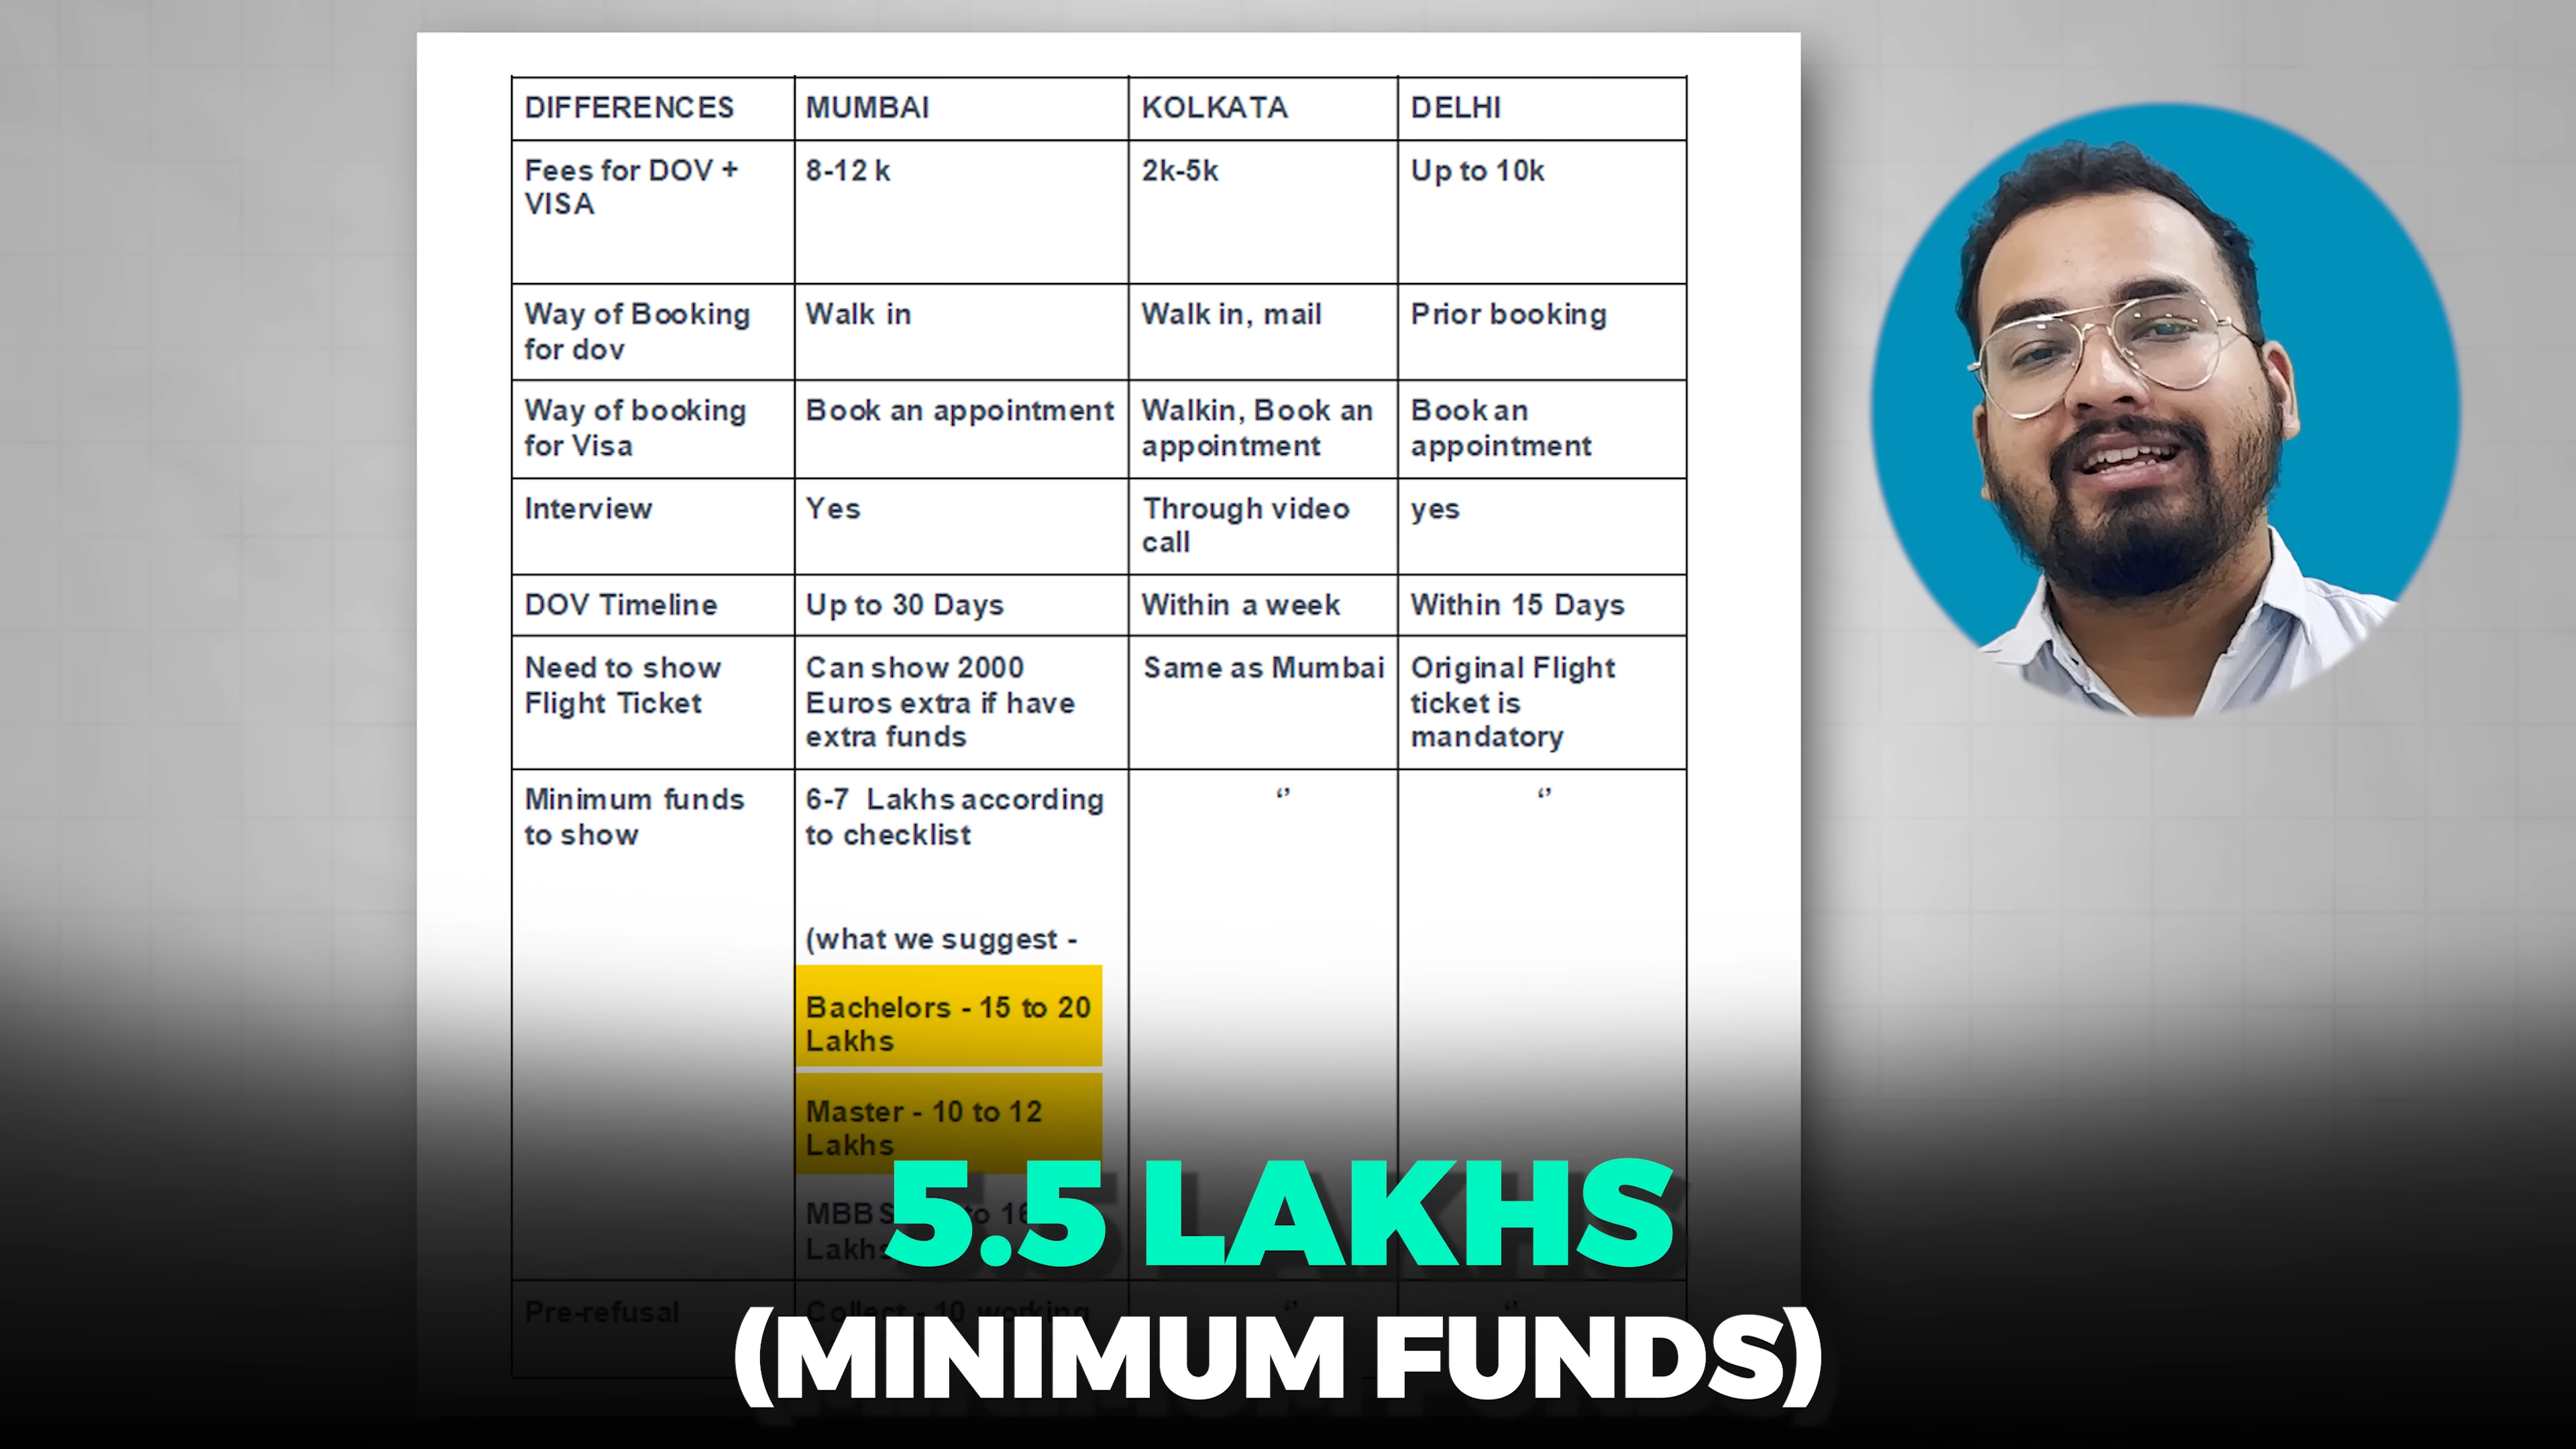 DIFFERENCES MUMBAI KOLKATA DELHI
Fees for DOV + 8-12 k 2k-5k Up to 10k
VISA
Way of Booking Walk in Walk in, mail Prior booking
for dov
Way of booking Book an appointment Walkin, Book an Book an
for Visa appointment appointment
Interview Yes Through video yes
call
DOV Timeline Up to 30 Days Within a week Within 15 Days
Need to show Can show 2000 Same as Mumbai Original Flight
Flight Ticket Euros extra if have ticket is
extra funds mandatory
Minimum funds 6-7 Lakhs according ‘’ ‘’
to show to checklist
(what we suggest -
Bachelors - 15 to 20
Lakhs
Master - 10 to 12
Lakhs
MBBS to
Lakhs
Pre-refusal Collect - 10 working ‘’ ‘’
5.5 LAKHS
(MINIMUM FUNDS)